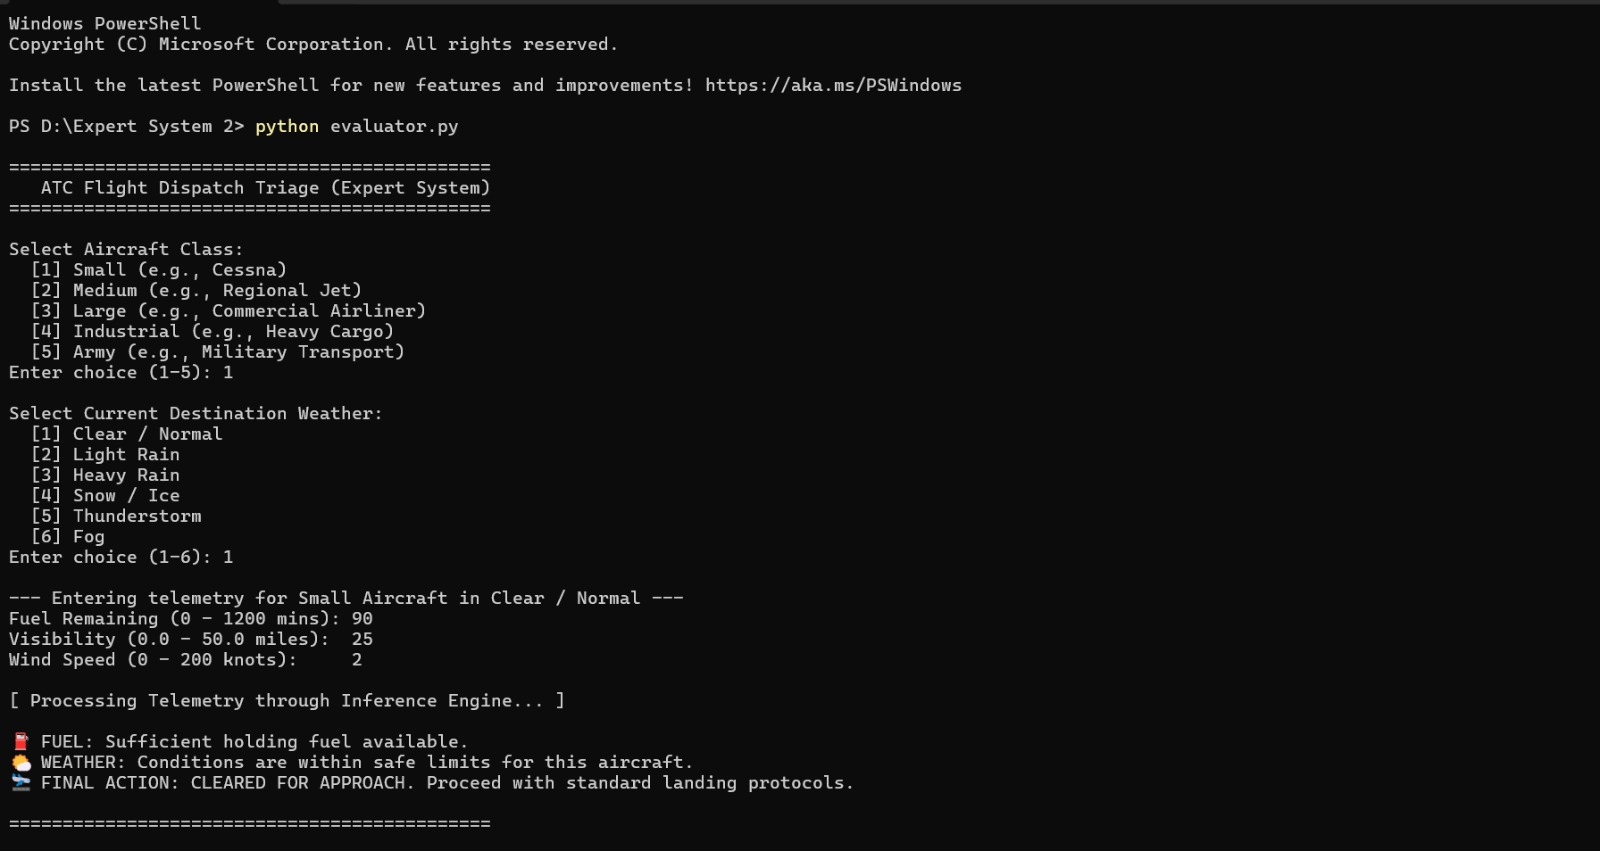 Windows PowerShell
Copyright (C) Microsoft Corporation. All rights reserved.
Install the latest PowerShell for new features and improvements! https://aka.ms/PSWindows
PS D:\Expert System 2> python evaluator.py
=============================================
ATC Flight Dispatch Triage (Expert System)
=============================================
Select Aircraft Class:
[1] Small (e.g., Cessna)
[2] Medium (e.g., Regional Jet)
[3] Large (e.g., Commercial Airliner)
[4] Industrial (e.g., Heavy Cargo)
[5] Army (e.g., Military Transport)
Enter choice (1-5): 1
Select Current Destination Weather:
[1] Clear / Normal
[2] Light Rain
[3] Heavy Rain
[4] Snow / Ice
[5] Thunderstorm
[6] Fog
Enter choice (1-6): 1
--- Entering telemetry for Small Aircraft in Clear / Normal ---
Fuel Remaining (0 - 1200 mins): 90
Visibility (0.0 - 50.0 miles):  25
Wind Speed (0 - 200 knots):     2
[ Processing Telemetry through Inference Engine... ]
⛽ FUEL: Sufficient holding fuel available.
🌤 WEATHER: Conditions are within safe limits for this aircraft.
🛬 FINAL ACTION: CLEARED FOR APPROACH. Proceed with standard landing protocols.
=============================================